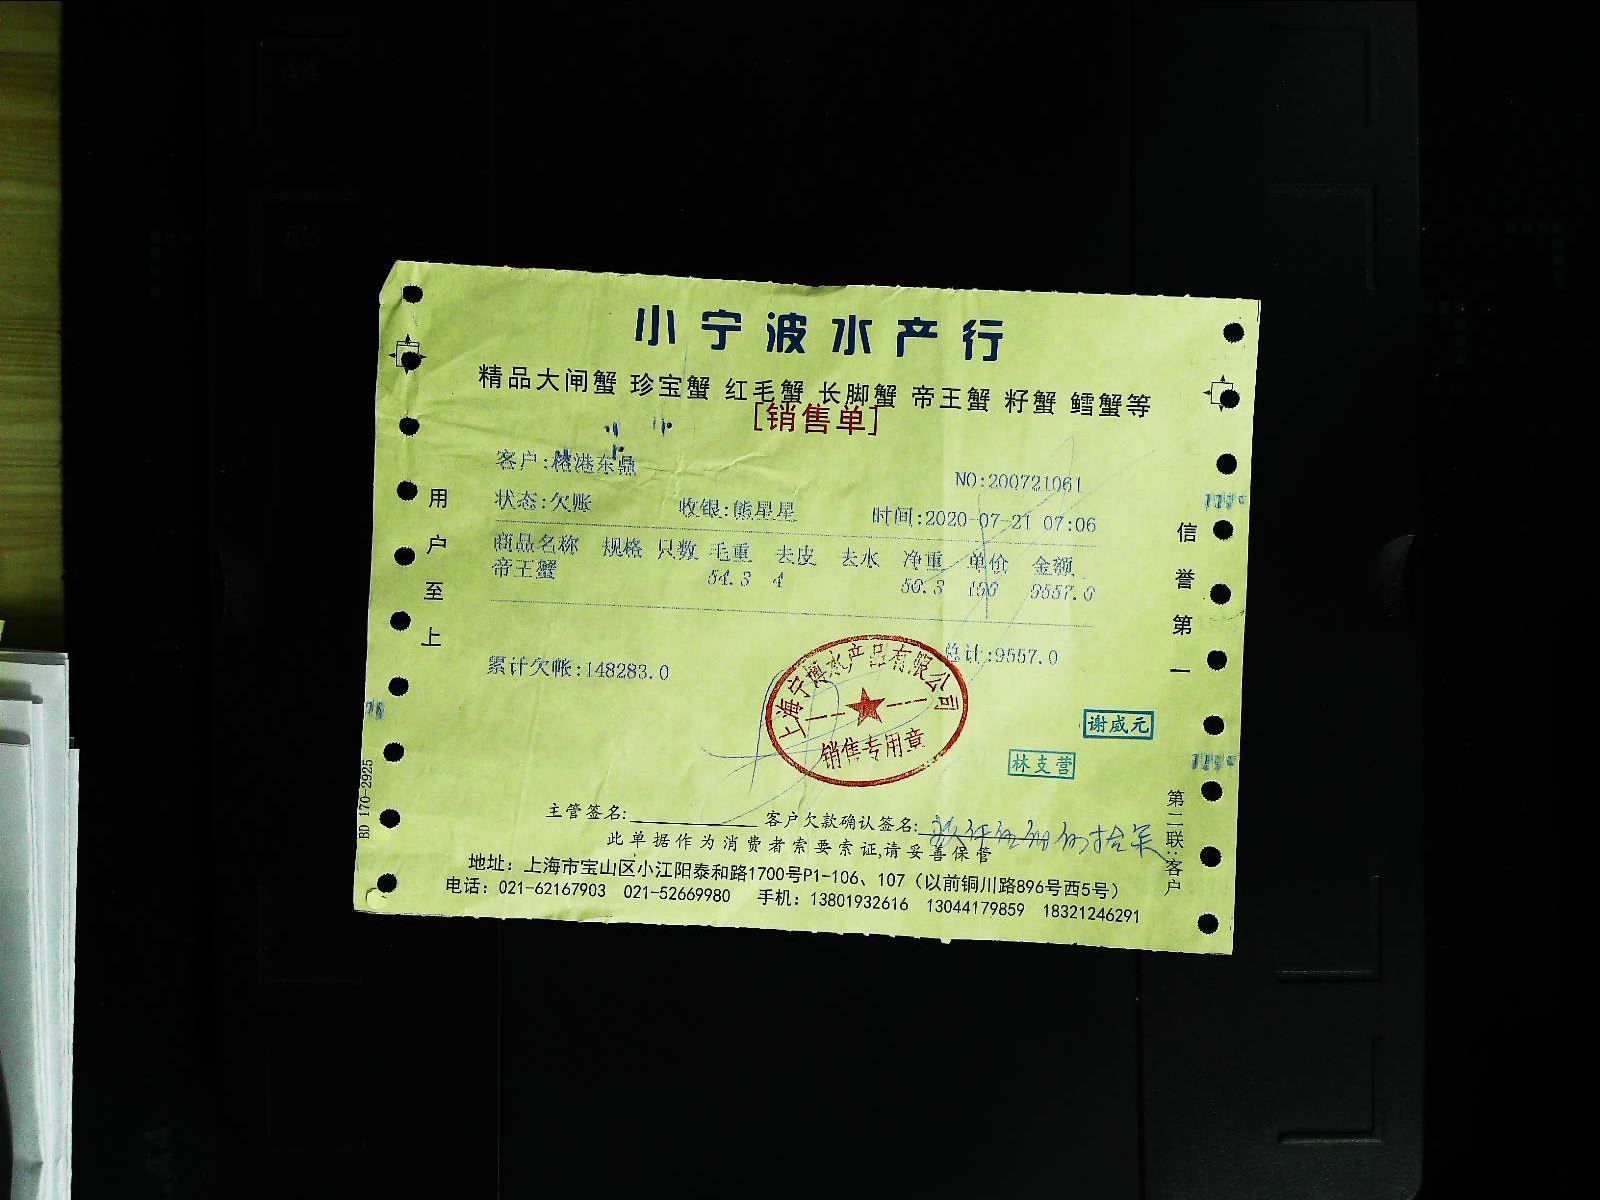 小宁波水产行
精品大闸蟹 珍宝蟹 红毛蟹 长脚蟹 帝王蟹 籽蟹 鳕蟹等
[销售单]
客户:榕港东鼎
NO:200721061
状态:欠账 收银:熊星星 时间:2020-07-21 07:06
商品名称 规格 只数 毛重 去皮 去水 净重 单价 金额
帝王蟹 54.3 4 50.3 190 9557.0
累计欠帐:148283.0 总计:9557.0
上海宁博水产品有限公司
销售专用章
谢威元
林支营
主管签名: 客户欠款确认签名:
此单据作为消费者索要索证,请妥善保管
地址：上海市宝山区小江阳泰和路1700号P1-106、107（以前铜川路896号西5号）
电话：021-62167903 021-52669980 手机：13801932616 13044179859 18321246291
用户至上
信誉第一
第二联:客户
BD 170-2925